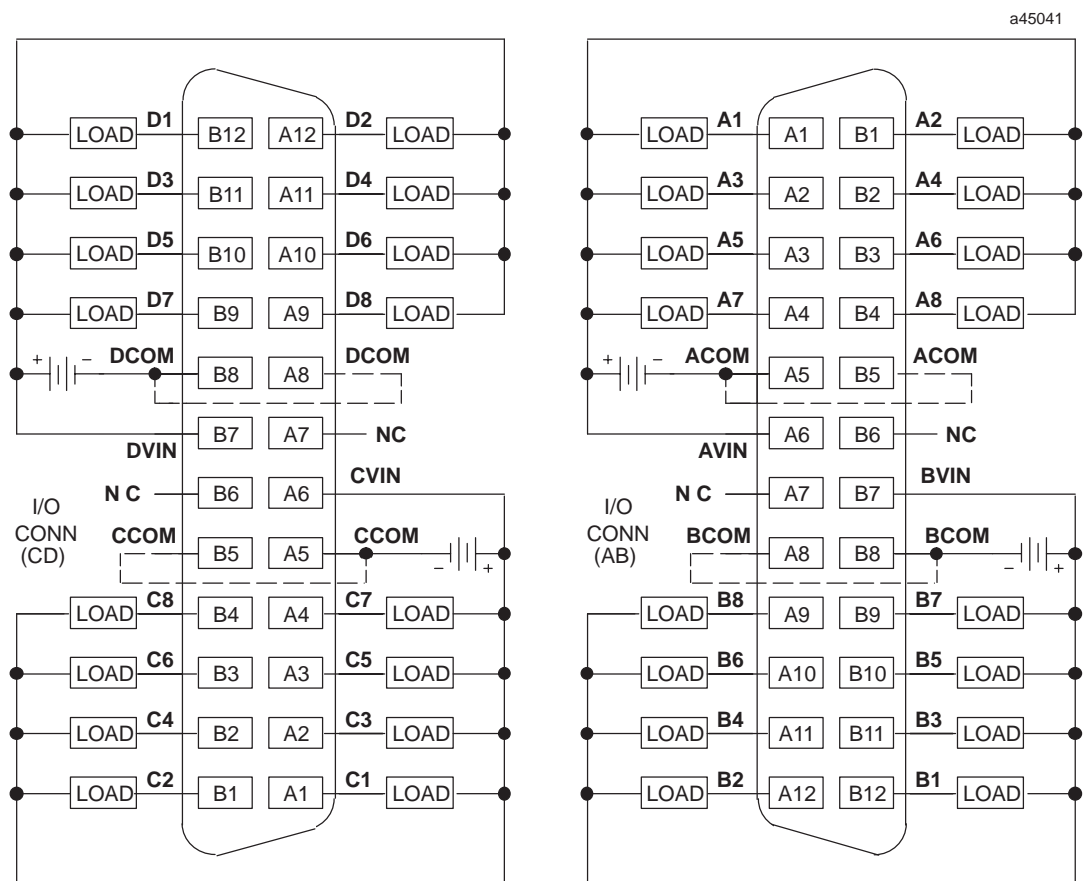 a45041
LOAD D1 B12 A12 D2 LOAD
LOAD D3 B11 A11 D4 LOAD
LOAD D5 B10 A10 D6 LOAD
LOAD D7 B9 A9 D8 LOAD
+ − DCOM B8 A8 DCOM
DVIN B7 A7 NC
N C B6 A6 CVIN
I/O
CONN
(CD)
CCOM B5 A5 CCOM − +
LOAD C8 B4 A4 C7 LOAD
LOAD C6 B3 A3 C5 LOAD
LOAD C4 B2 A2 C3 LOAD
LOAD C2 B1 A1 C1 LOAD
LOAD A1 A1 B1 A2 LOAD
LOAD A3 A2 B2 A4 LOAD
LOAD A5 A3 B3 A6 LOAD
LOAD A7 A4 B4 A8 LOAD
+ − ACOM A5 B5 ACOM
AVIN A6 B6 NC
N C A7 B7 BVIN
I/O
CONN
(AB)
BCOM A8 B8 BCOM − +
LOAD B8 A9 B9 B7 LOAD
LOAD B6 A10 B10 B5 LOAD
LOAD B4 A11 B11 B3 LOAD
LOAD B2 A12 B12 B1 LOAD